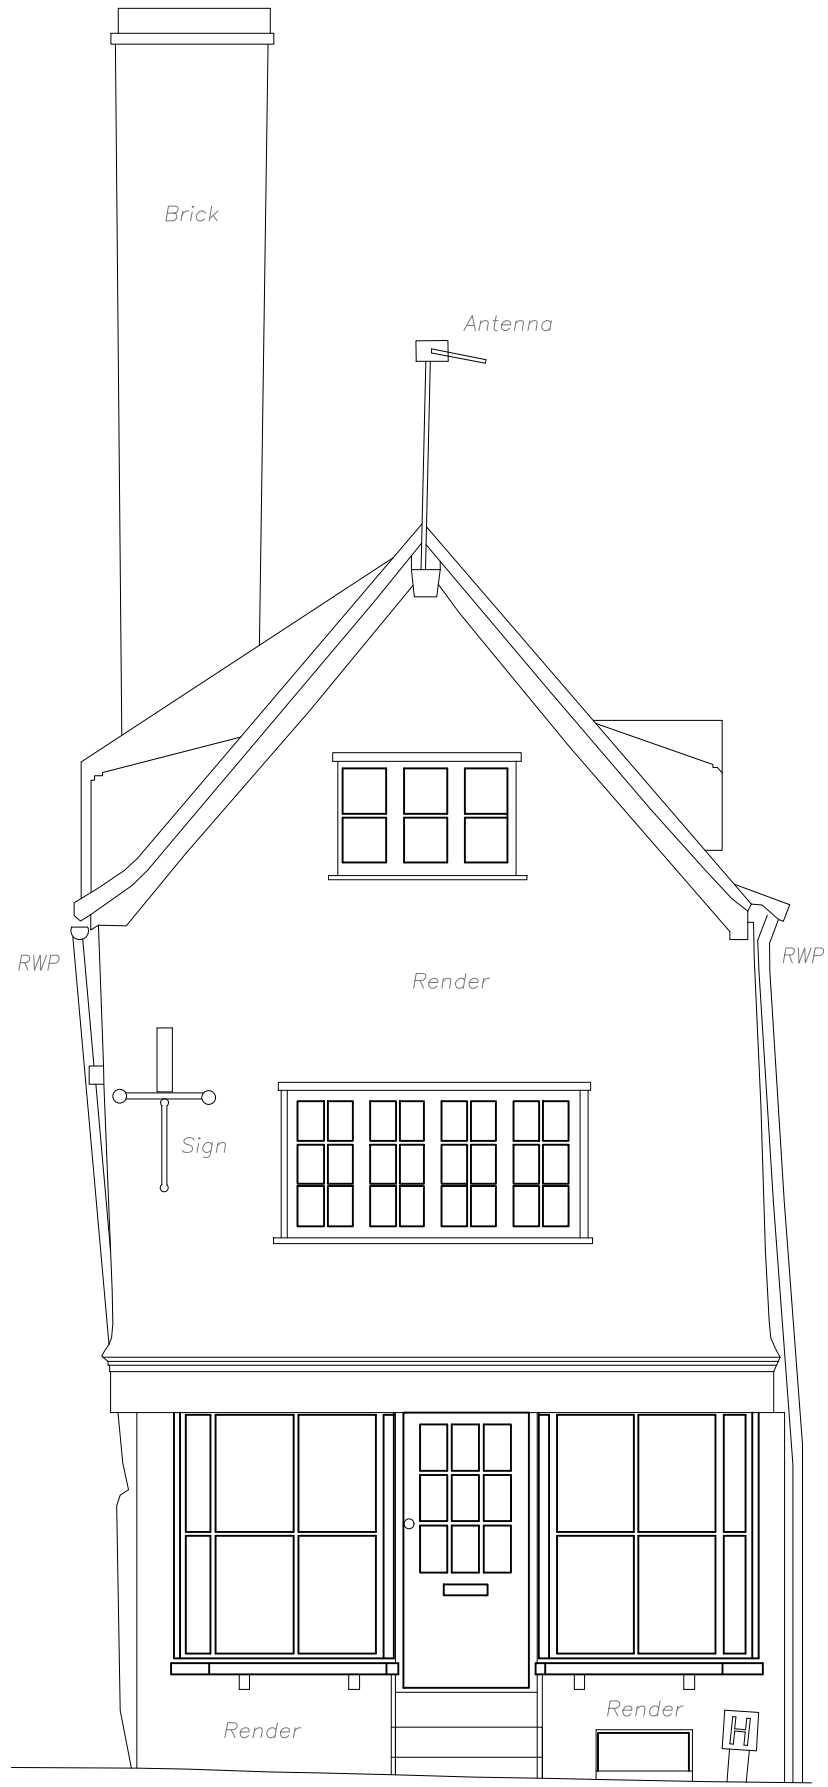 Brick
Antenna
RWP
RWP
Render
Sign
Render
Render
H